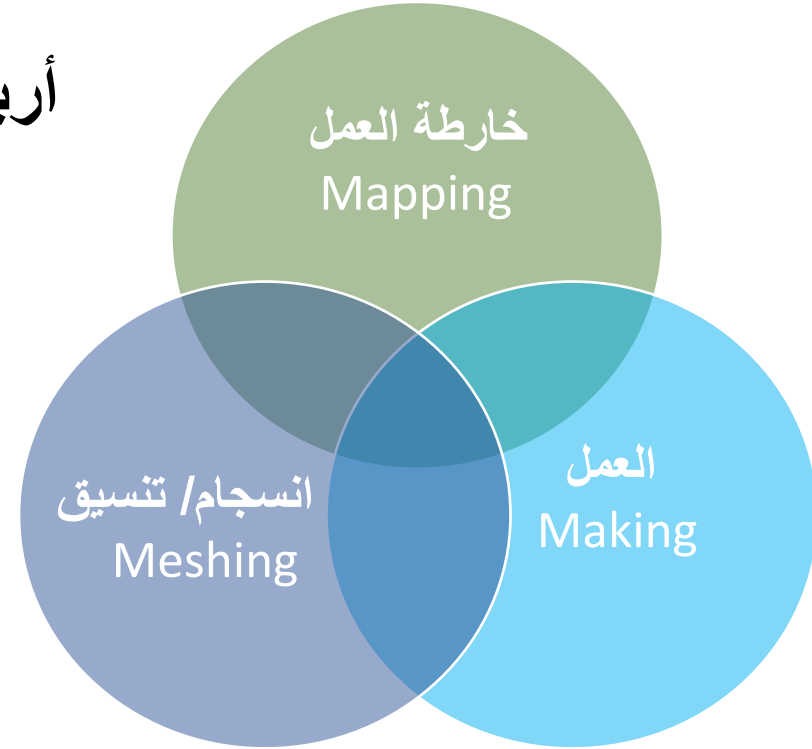 خارطة العمل
Mapping
انسجام/ تنسيق
Meshing
العمل
Making